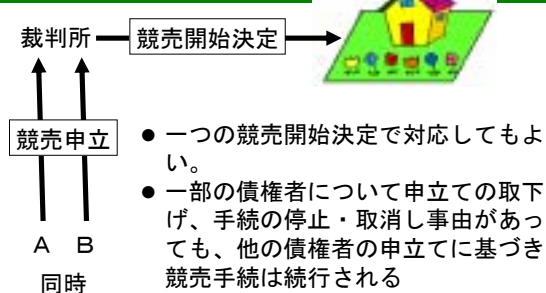 裁判所
競売開始決定
競売申立
A B
同時
● 一つの競売開始決定で対応してもよ
い。
● 一部の債権者について申立ての取下
げ、手続の停止・取消し事由があっ
ても、他の債権者の申立てに基づき
競売手続は続行される